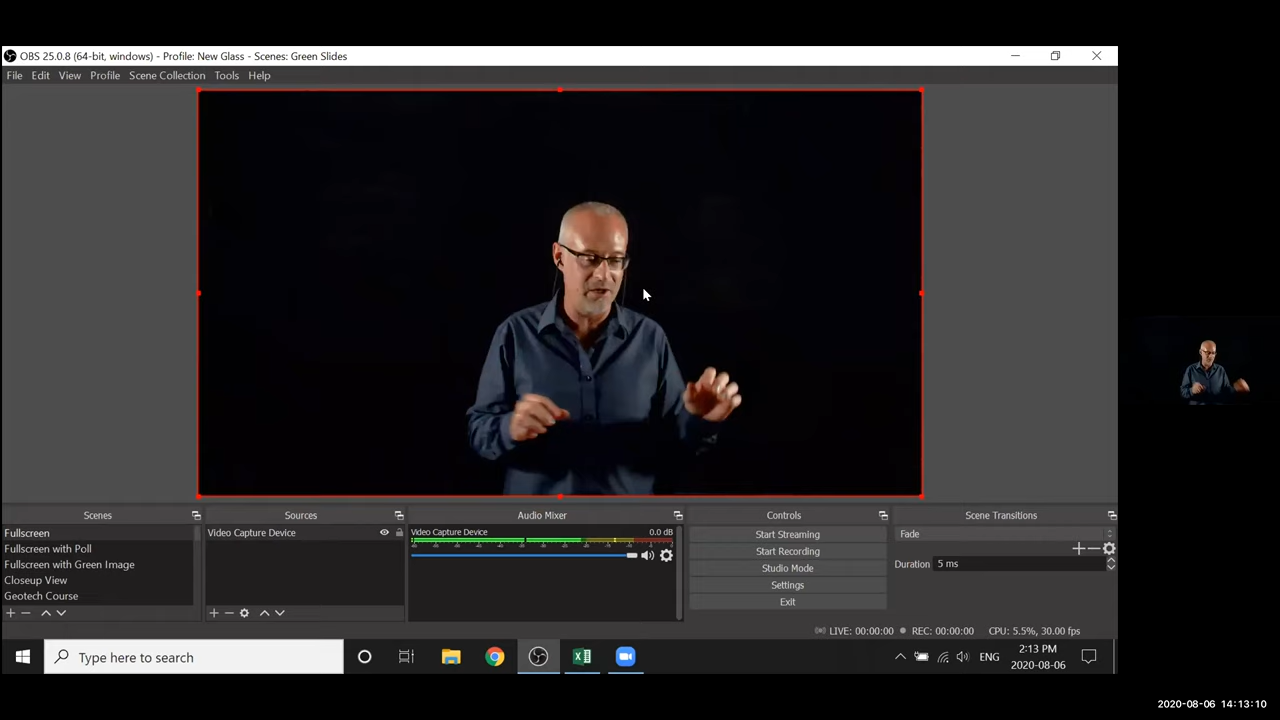 OBS 25.0.8 (64-bit, windows) - Profile: New Glass - Scenes: Green Slides
File Edit View Profile Scene Collection Tools Help
Scenes
Fullscreen
Fullscreen with Poll
Fullscreen with Green Image
Closeup View
Geotech Course
Sources
Video Capture Device
Audio Mixer
Video Capture Device 0.0 dB
Controls
Start Streaming
Start Recording
Studio Mode
Settings
Exit
Scene Transitions
Fade
Duration 5 ms
LIVE: 00:00:00 REC: 00:00:00 CPU: 5.5%, 30.00 fps
Type here to search
ENG
2:13 PM
2020-08-06
2020-08-06 14:13:10